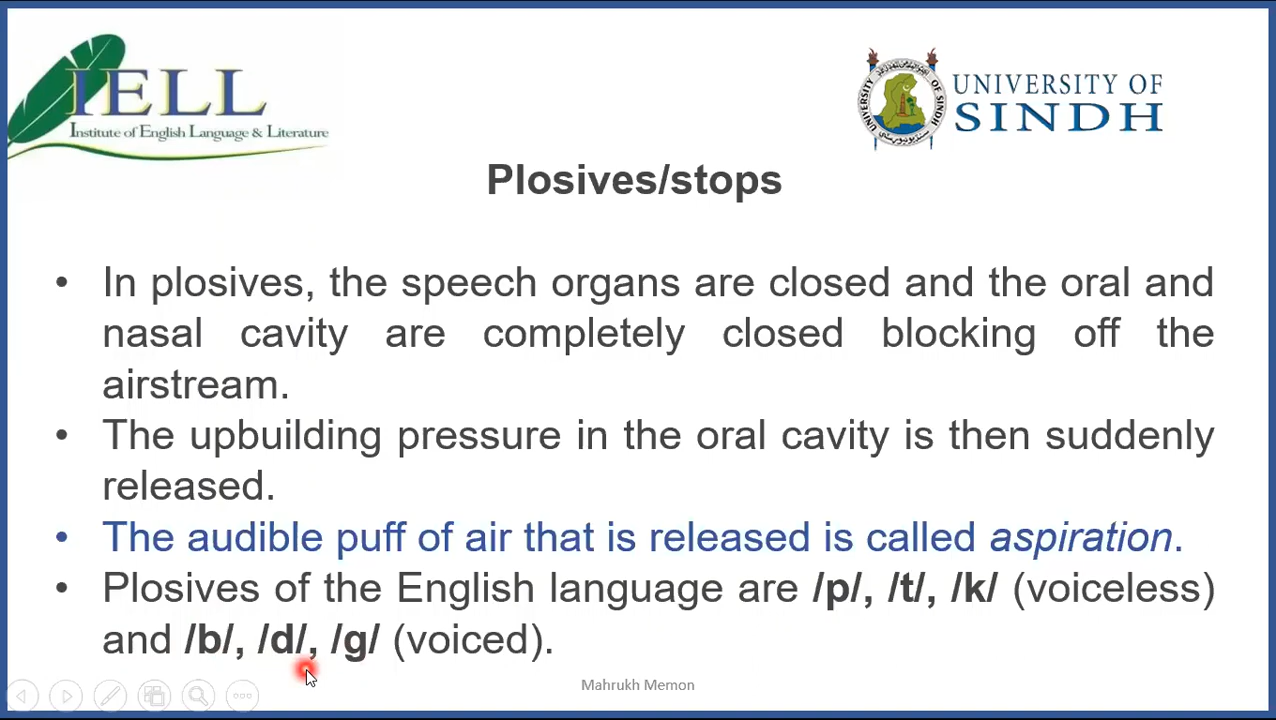 IELL
Institute of English Language & Literature
UNIVERSITY OF
SINDH
Plosives/stops
• In plosives, the speech organs are closed and the oral and
nasal cavity are completely closed blocking off the
airstream.
• The upbuilding pressure in the oral cavity is then suddenly
released.
• The audible puff of air that is released is called aspiration.
• Plosives of the English language are /p/, /t/, /k/ (voiceless)
and /b/, /d/, /g/ (voiced).
Mahrukh Memon